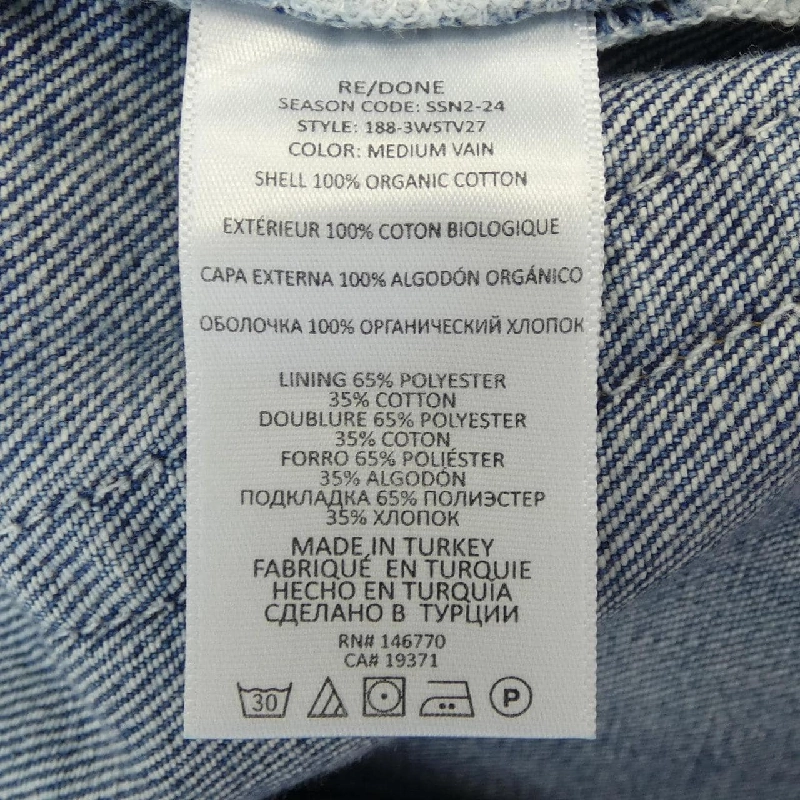 RE/DONE
SEASON CODE: SSN2-24
STYLE: 188-3WSTV27
COLOR: MEDIUM VAIN
SHELL 100% ORGANIC COTTON
EXTÉRIEUR 100% COTON BIOLOGIQUE
CAPA EXTERNA 100% ALGODÓN ORGÁNICO
ОБОЛОЧКА 100% ОРГАНИЧЕСКИЙ ХЛОПОК
LINING 65% POLYESTER
35% COTTON
DOUBLURE 65% POLYESTER
35% COTON
FORRO 65% POLIÉSTER
35% ALGODÓN
ПОДКЛАДКА 65% ПОЛИЭСТЕР
35% ХЛОПОК
MADE IN TURKEY
FABRIQUÉ EN TURQUIE
HECHO EN TURQUIA
СДЕЛАНО В ТУРЦИИ
RN# 146770
CA# 19371
30 P